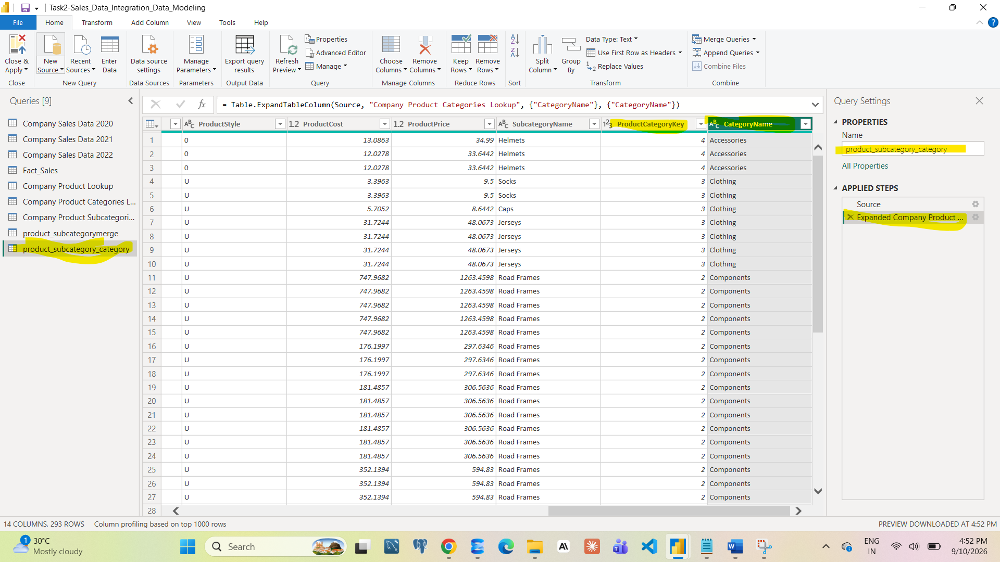 Task2-Sales_Data_Integration_Data_Modeling
File Home Transform Add Column View Tools Help
Close & Apply
New Source
Recent Sources
Enter Data
Data source settings
Manage Parameters
Export query results
Refresh Preview
Properties
Advanced Editor
Manage
Choose Columns
Remove Columns
Keep Rows
Remove Rows
Split Column
Group By
Data Type: Text
Use First Row as Headers
Replace Values
Merge Queries
Append Queries
Combine Files
Close New Query Data Sources Parameters Output Data Query Manage Columns Reduce Rows Sort Transform Combine
Queries [9]
Company Sales Data 2020
Company Sales Data 2021
Company Sales Data 2022
Fact_Sales
Company Product Lookup
Company Product Categories L...
Company Product Subcategori...
product_subcategorymerge
product_subcategory_category
fx = Table.ExpandTableColumn(Source, "Company Product Categories Lookup", {"CategoryName"}, {"CategoryName"})
ABC ProductStyle 1.2 ProductCost 1.2 ProductPrice ABC SubcategoryName 123 ProductCategoryKey ABC CategoryName
1 0 13.0863 34.99 Helmets 4 Accessories
2 0 12.0278 33.6442 Helmets 4 Accessories
3 0 12.0278 33.6442 Helmets 4 Accessories
4 U 3.3963 9.5 Socks 3 Clothing
5 U 3.3963 9.5 Socks 3 Clothing
6 U 5.7052 8.6442 Caps 3 Clothing
7 U 31.7244 48.0673 Jerseys 3 Clothing
8 U 31.7244 48.0673 Jerseys 3 Clothing
9 U 31.7244 48.0673 Jerseys 3 Clothing
10 U 31.7244 48.0673 Jerseys 3 Clothing
11 U 747.9682 1263.4598 Road Frames 2 Components
12 U 747.9682 1263.4598 Road Frames 2 Components
13 U 747.9682 1263.4598 Road Frames 2 Components
14 U 747.9682 1263.4598 Road Frames 2 Components
15 U 747.9682 1263.4598 Road Frames 2 Components
16 U 176.1997 297.6346 Road Frames 2 Components
17 U 176.1997 297.6346 Road Frames 2 Components
18 U 176.1997 297.6346 Road Frames 2 Components
19 U 181.4857 306.5636 Road Frames 2 Components
20 U 181.4857 306.5636 Road Frames 2 Components
21 U 181.4857 306.5636 Road Frames 2 Components
22 U 181.4857 306.5636 Road Frames 2 Components
23 U 181.4857 306.5636 Road Frames 2 Components
24 U 181.4857 306.5636 Road Frames 2 Components
25 U 352.1394 594.83 Road Frames 2 Components
26 U 352.1394 594.83 Road Frames 2 Components
27 U 352.1394 594.83 Road Frames 2 Components
28
Query Settings
PROPERTIES
Name
product_subcategory_category
All Properties
APPLIED STEPS
Source
Expanded Company Product ...
14 COLUMNS, 293 ROWS Column profiling based on top 1000 rows
PREVIEW DOWNLOADED AT 4:52 PM
1
30°C
Mostly cloudy
Search
ENG
IN
4:52 PM
9/10/2026